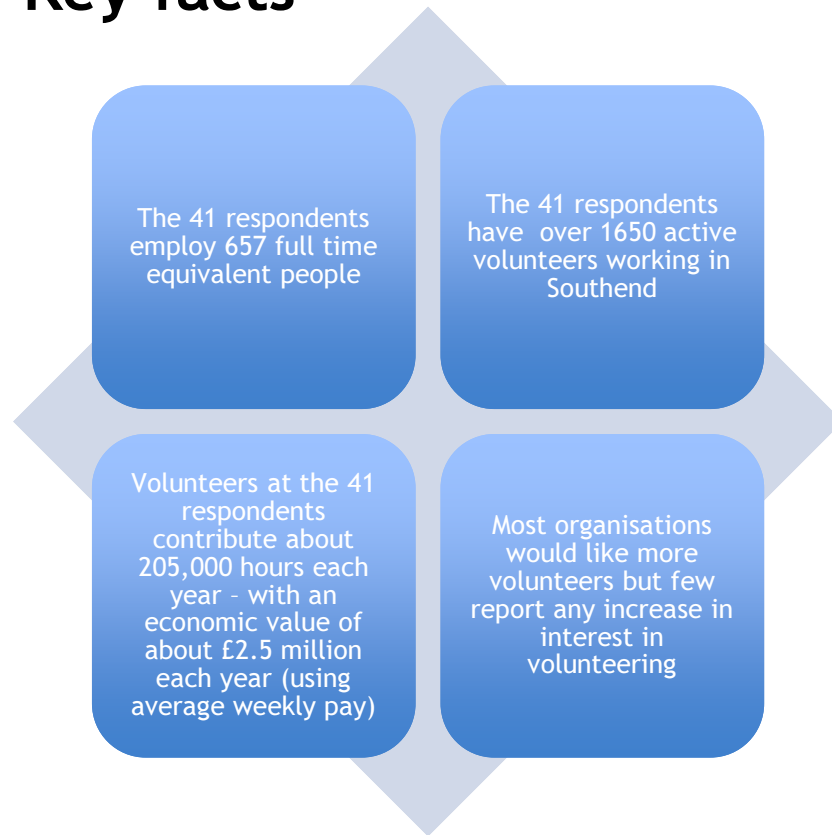 Key facts
The 41 respondents
employ 657 full time
equivalent people
The 41 respondents
have  over 1650 active
volunteers working in
Southend
Volunteers at the 41
respondents
contribute about
205,000 hours each
year – with an
economic value of
about £2.5 million
each year (using
average weekly pay)
Most organisations
would like more
volunteers but few
report any increase in
interest in
volunteering